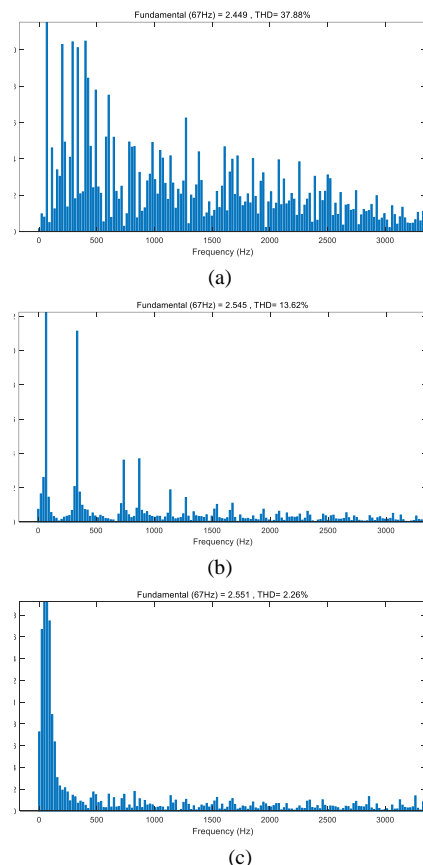 Fundamental (67Hz) = 2.449 , THD= 37.88%
0 500 1000 1500 2000 2500 3000
Frequency (Hz)
(a)
Fundamental (67Hz) = 2.545 , THD= 13.62%
0 500 1000 1500 2000 2500 3000
Frequency (Hz)
(b)
Fundamental (67Hz) = 2.551 , THD= 2.26%
0 500 1000 1500 2000 2500 3000
Frequency (Hz)
(c)